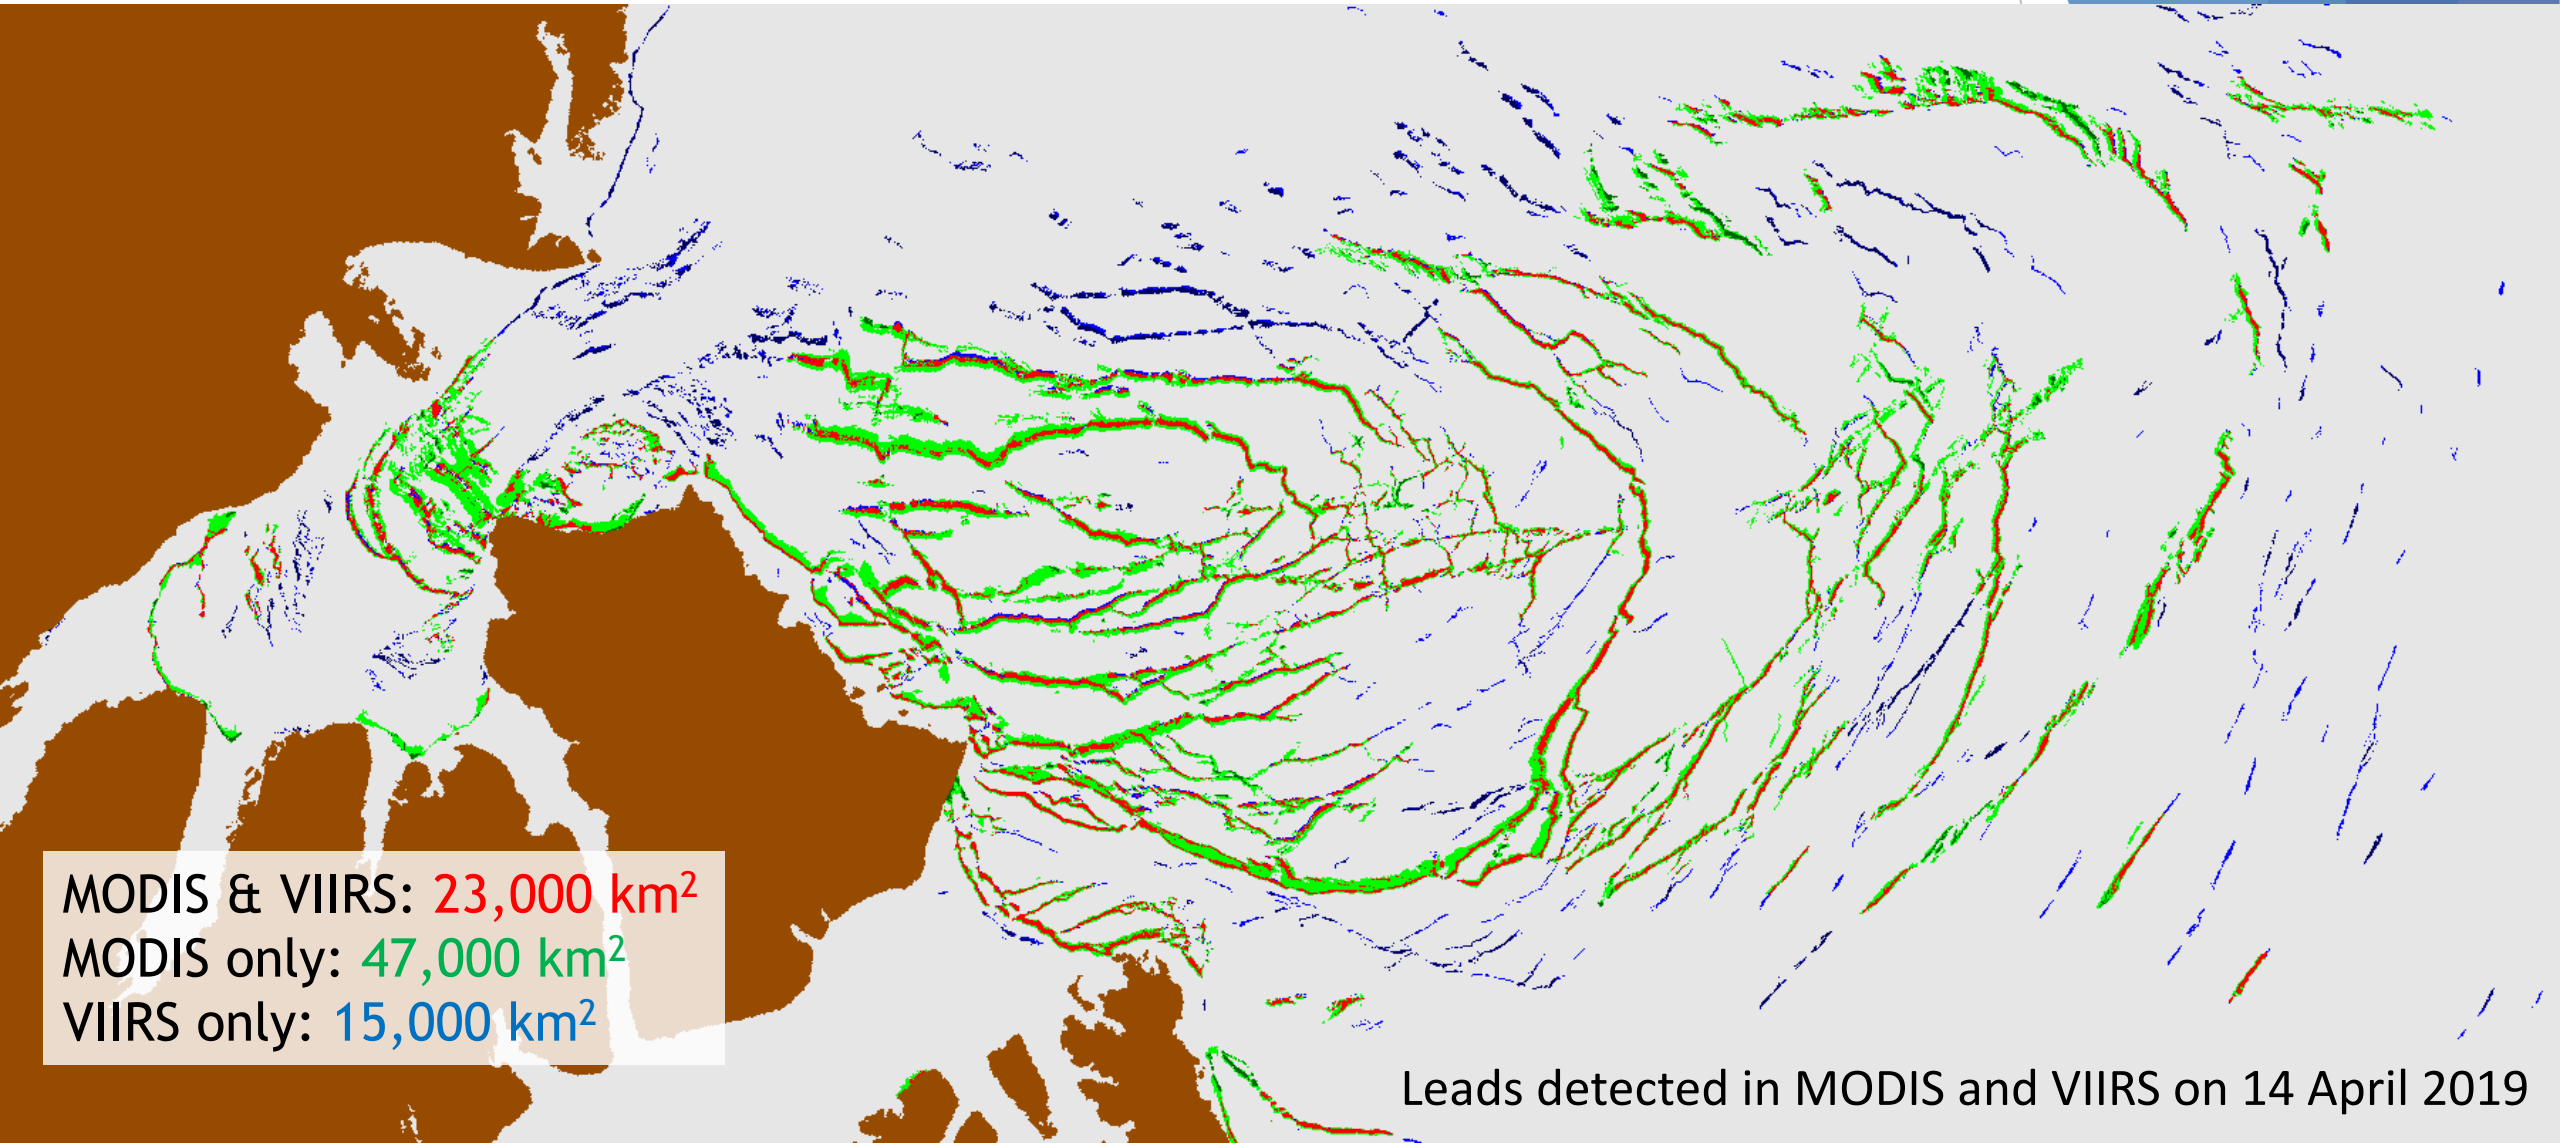 MODIS & VIIRS: 23,000 km²
MODIS only: 47,000 km²
VIIRS only: 15,000 km²
Leads detected in MODIS and VIIRS on 14 April 2019